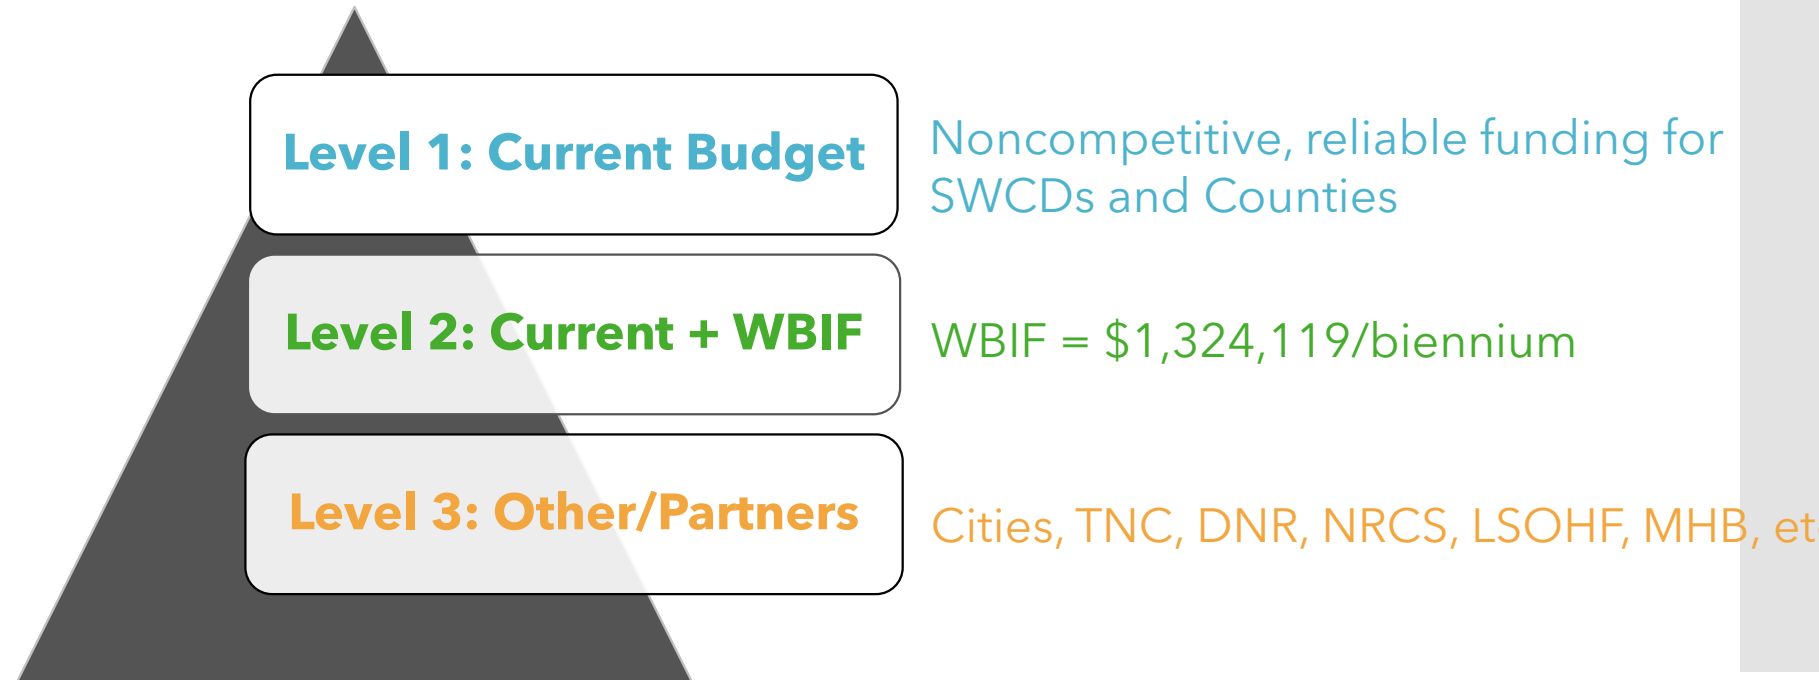 Level 1: Current Budget
Noncompetitive, reliable funding for
SWCDs and Counties
Level 2: Current + WBIF
WBIF = $1,324,119/biennium
Level 3: Other/Partners
Cities, TNC, DNR, NRCS, LSOHF, MHB, et